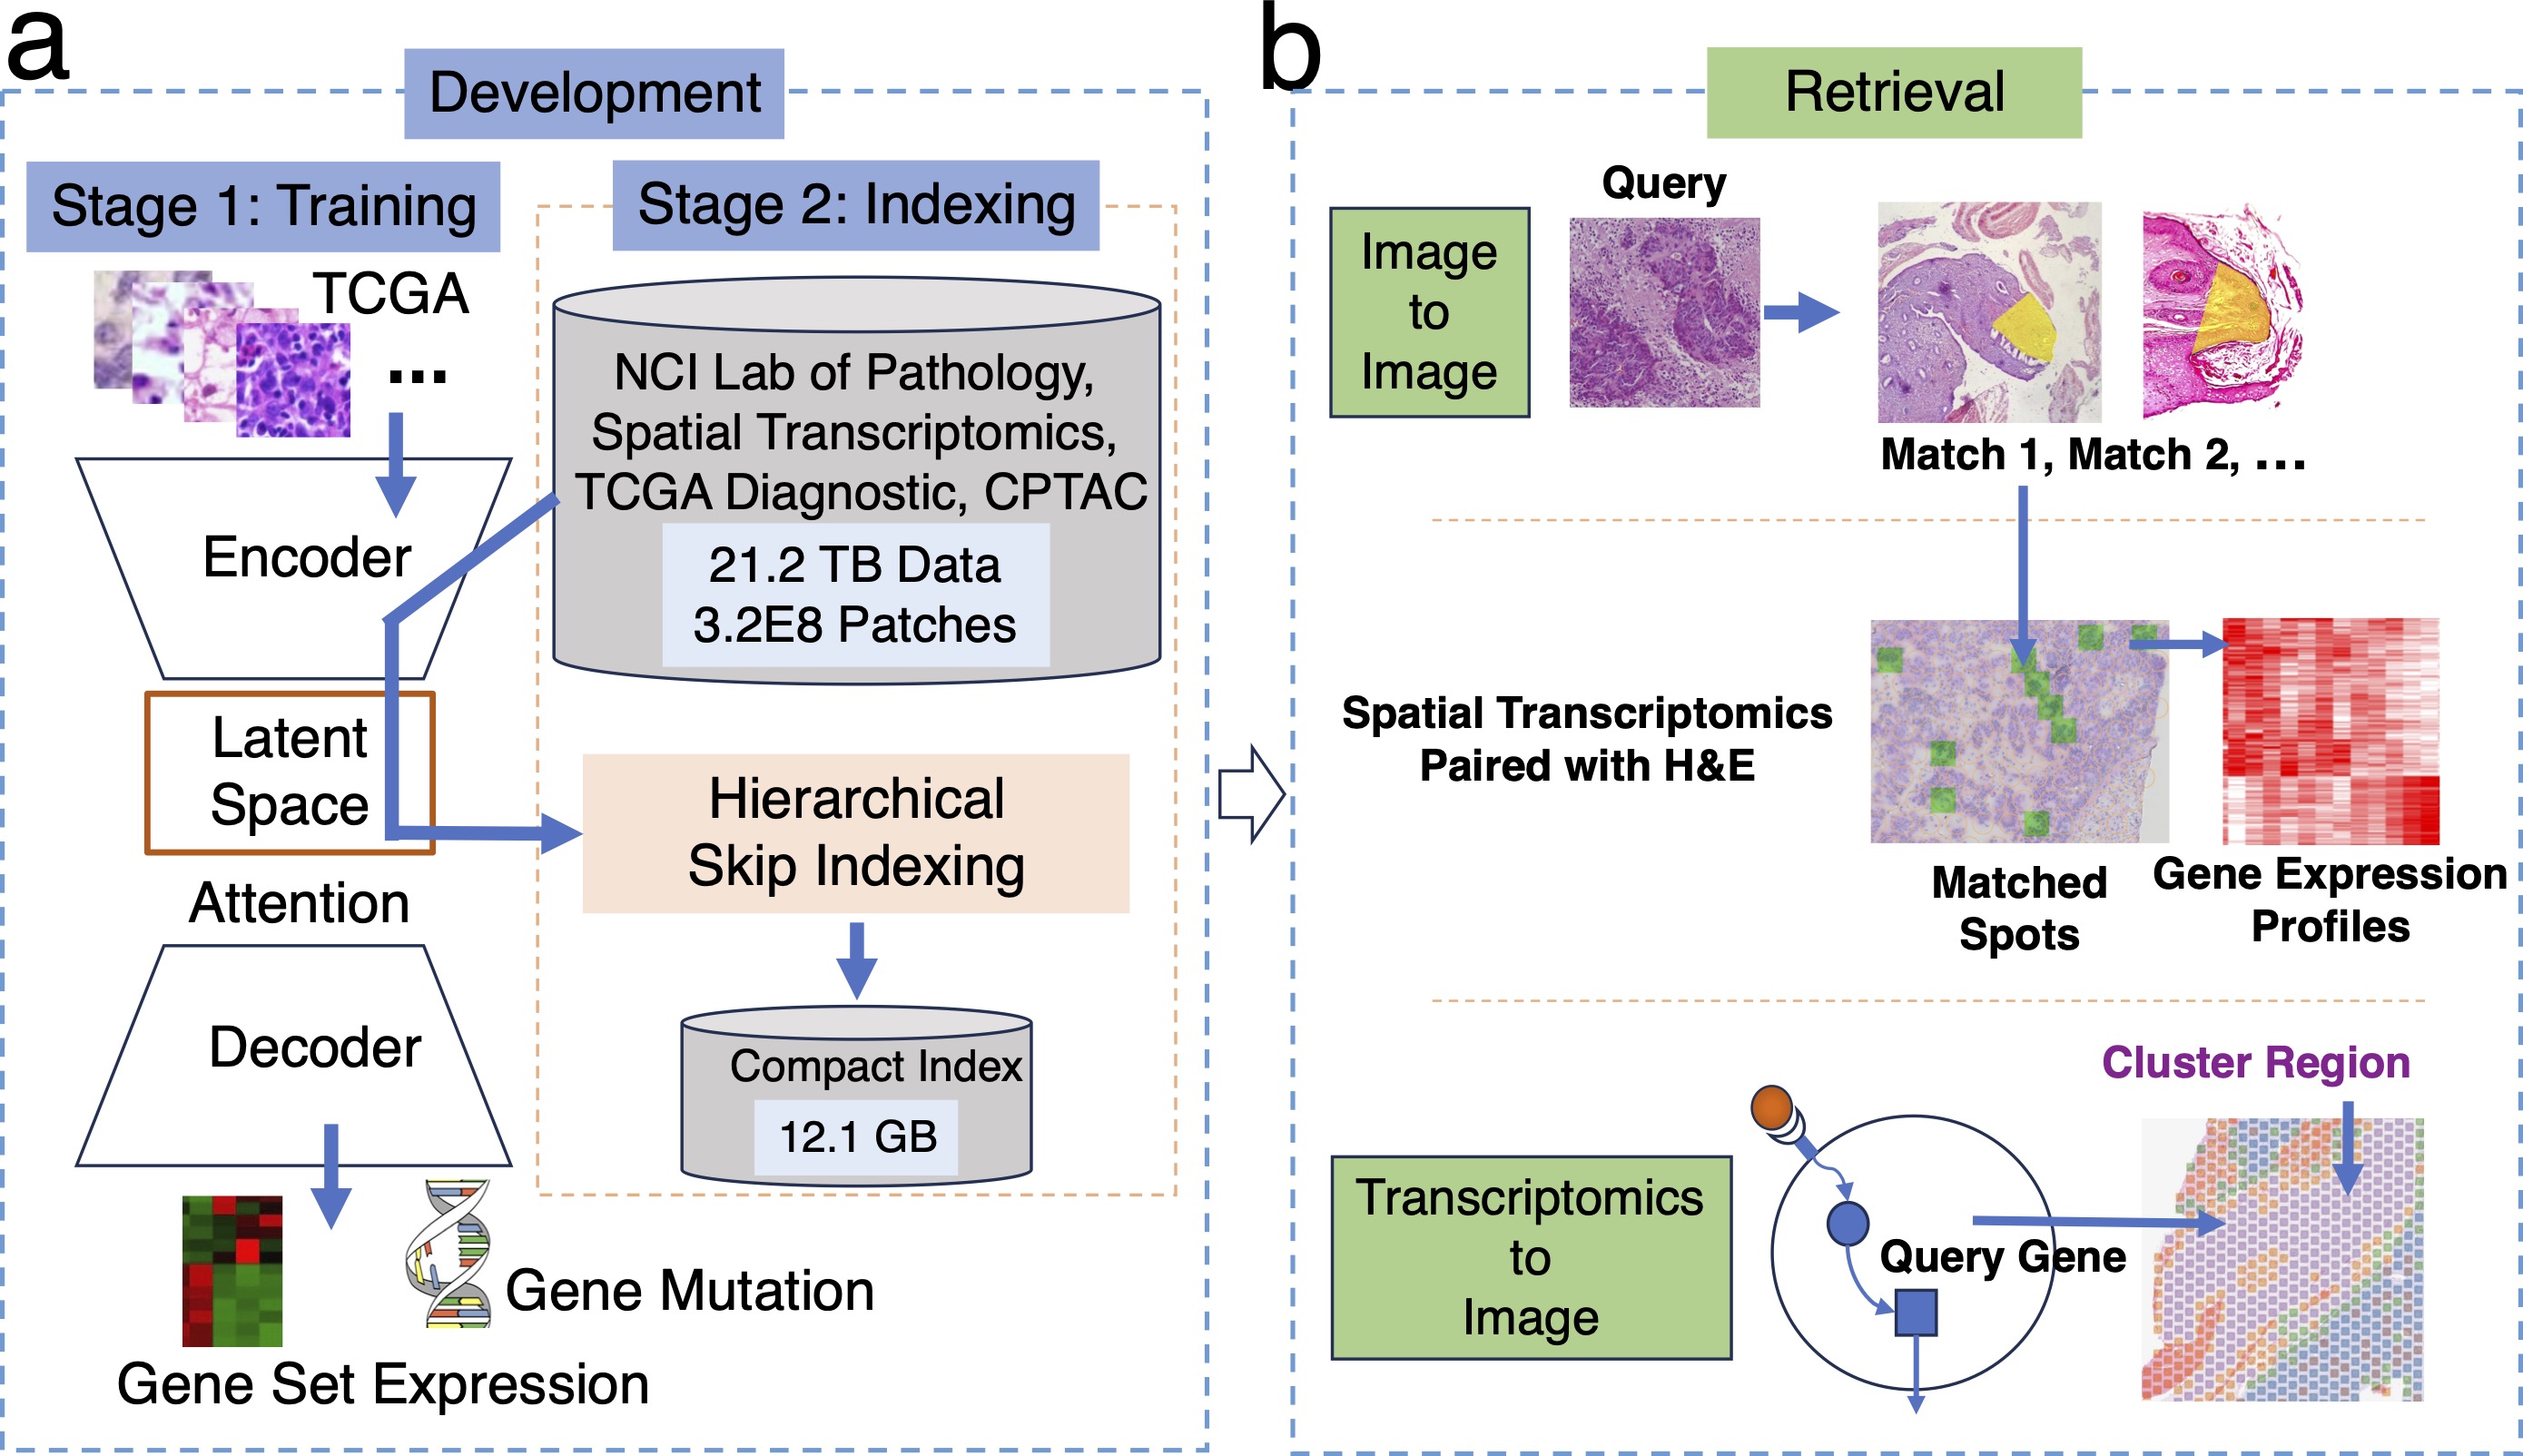 a
Development
Stage 1: Training
TCGA
...
Encoder
Latent
Space
Attention
Decoder
Gene Mutation
Gene Set Expression
Stage 2: Indexing
NCI Lab of Pathology,
Spatial Transcriptomics,
TCGA Diagnostic, CPTAC
21.2 TB Data
3.2E8 Patches
Hierarchical
Skip Indexing
Compact Index
12.1 GB
b
Retrieval
Image
to
Image
Query
Match 1, Match 2, ...
Spatial Transcriptomics
Paired with H&E
Matched
Spots
Gene Expression
Profiles
Transcriptomics
to
Image
Query Gene
Cluster Region